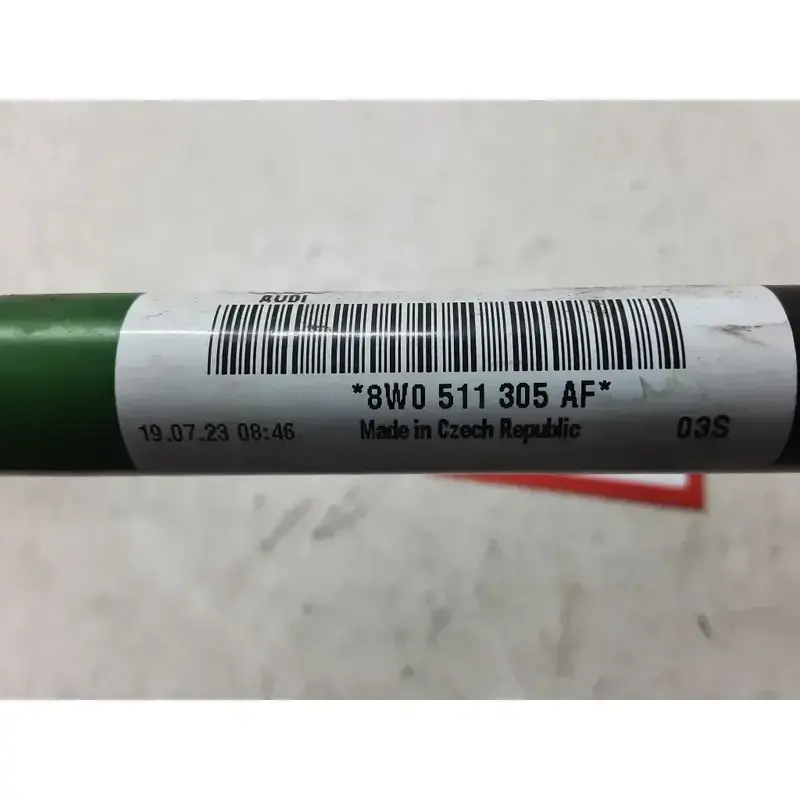 AUDI
*8W0 511 305 AF*
19.07.23 08:46 Made in Czech Republic 03S